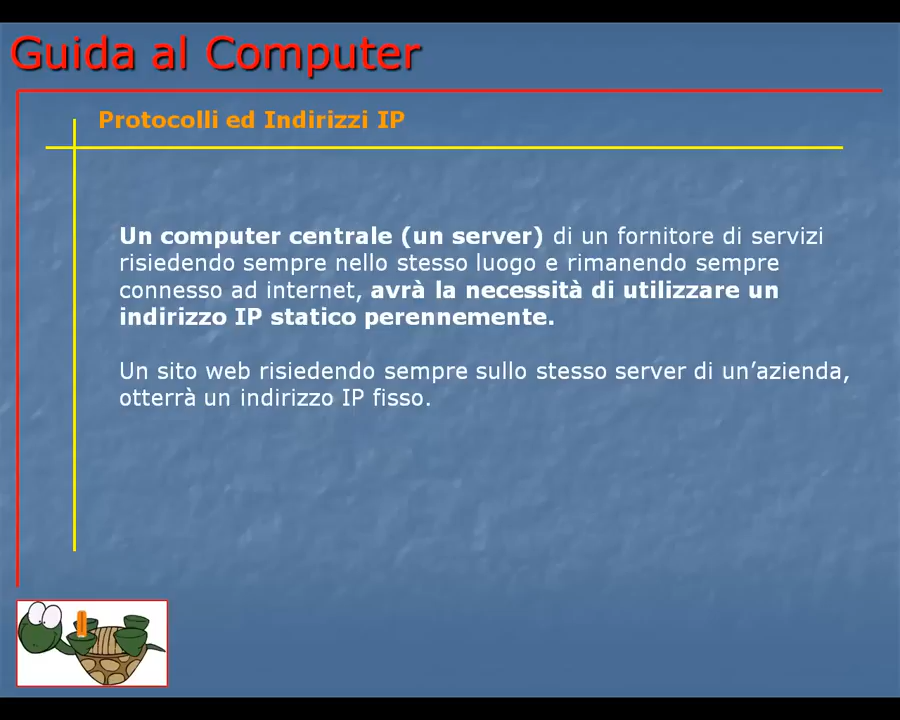 Guida al Computer
Protocolli ed Indirizzi IP
Un computer centrale (un server) di un fornitore di servizi
risiedendo sempre nello stesso luogo e rimanendo sempre
connesso ad internet, avrà la necessità di utilizzare un
indirizzo IP statico perennemente.
Un sito web risiedendo sempre sullo stesso server di un’azienda,
otterrà un indirizzo IP fisso.